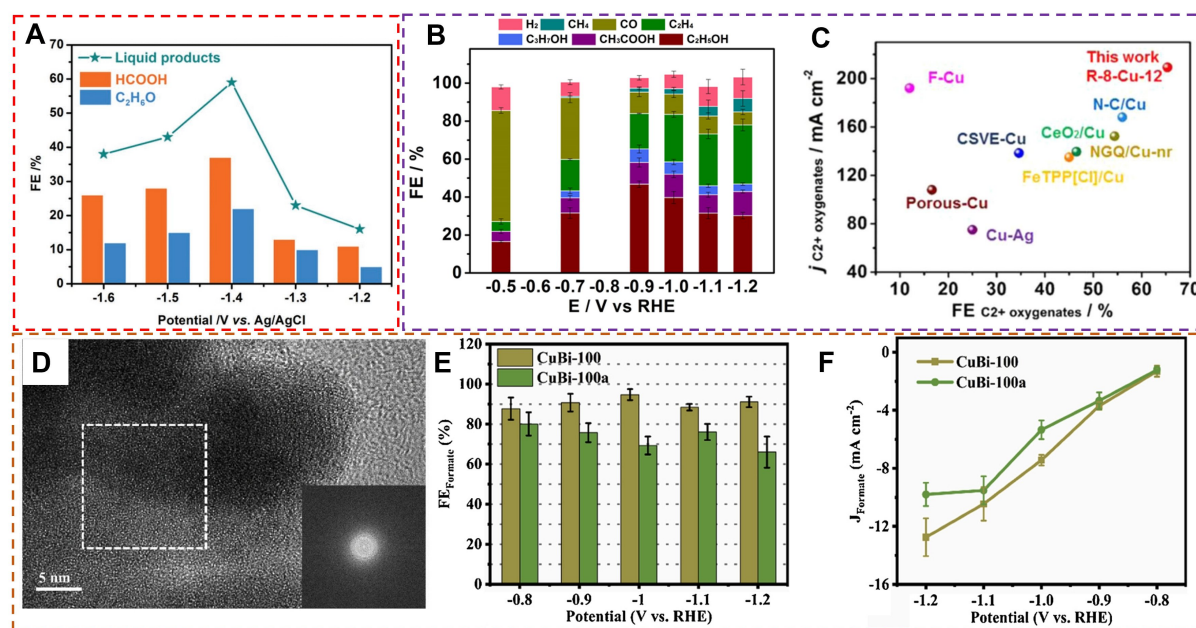 A
Liquid products
HCOOH
C₂H₆O
FE /%
70
60
50
40
30
20
10
0
-1.6 -1.5 -1.4 -1.3 -1.2
Potential /V vs. Ag/AgCl
B
H₂ CH₄ CO C₂H₄
C₃H₇OH CH₃COOH C₂H₅OH
FE / %
100
80
60
40
20
0
-0.5 -0.6 -0.7 -0.8 -0.9 -1.0 -1.1 -1.2
E / V vs RHE
C
j C2+ oxygenates / mA cm⁻²
200
160
120
80
40
This work
R-8-Cu-12
F-Cu
N-C/Cu
CeO₂/Cu
CSVE-Cu
NGQ/Cu-nr
FeTPP[Cl]/Cu
Porous-Cu
Cu-Ag
10 20 30 40 50 60 70
FE C2+ oxygenates / %
D
5 nm
E
CuBi-100
CuBi-100a
FE Formate (%)
120
100
80
60
40
20
0
-0.8 -0.9 -1 -1.1 -1.2
Potential (V vs. RHE)
F
CuBi-100
CuBi-100a
J Formate (mA cm⁻²)
0
-4
-8
-12
-16
-1.2 -1.1 -1.0 -0.9 -0.8
Potential (V vs. RHE)